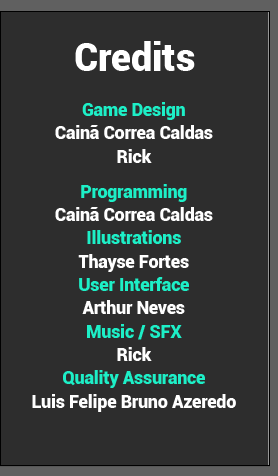 Credits
Game Design
Cainã Correa Caldas
Rick
Programming
Cainã Correa Caldas
Illustrations
Thayse Fortes
User Interface
Arthur Neves
Music / SFX
Rick
Quality Assurance
Luis Felipe Bruno Azeredo